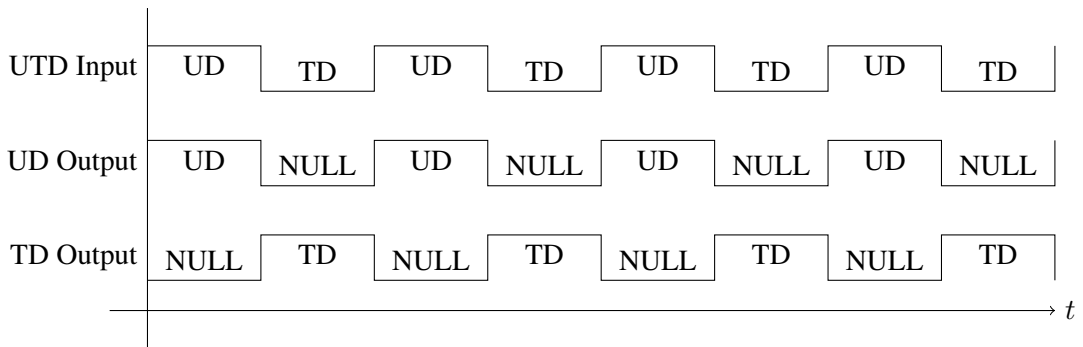 UTD Input UD TD UD TD UD TD UD TD
UD Output UD NULL UD NULL UD NULL UD NULL
TD Output NULL TD NULL TD NULL TD NULL TD
t